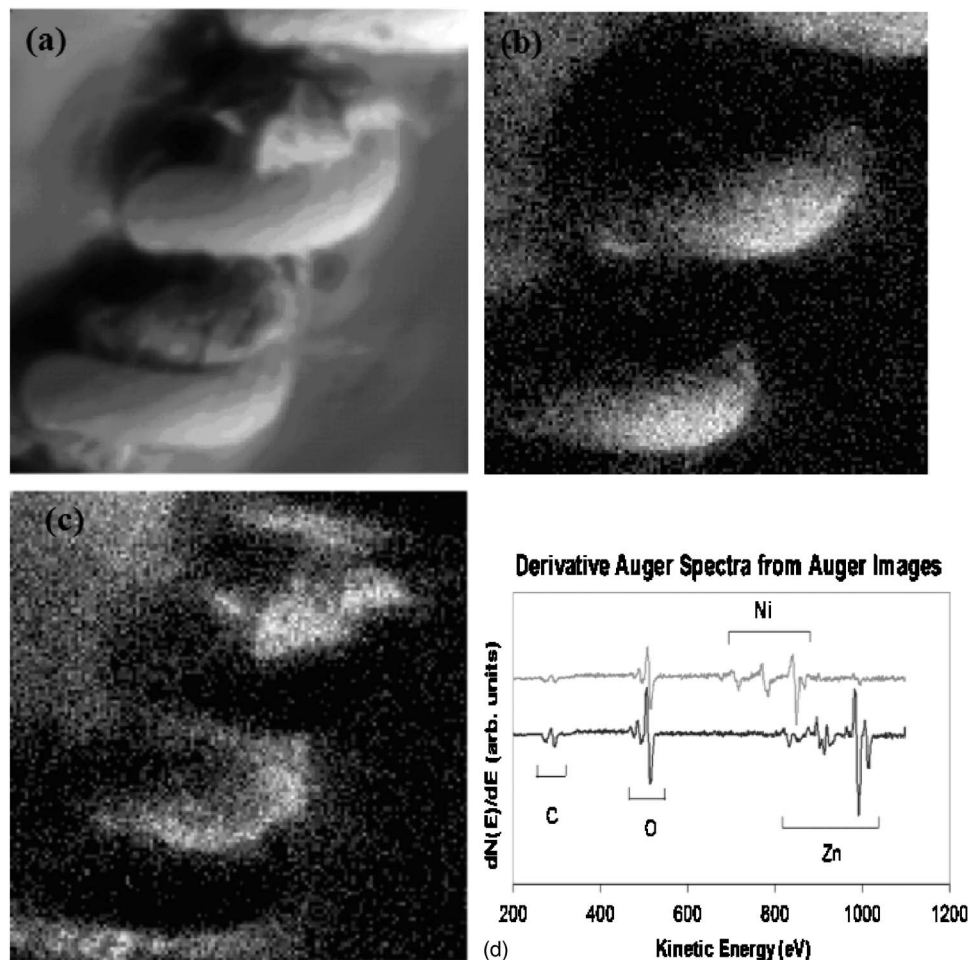 (a)
(b)
(c)
Derivative Auger Spectra from Auger Images
Ni
C
O
Zn
dN(E)/dE (arb. units)
200 400 600 800 1000 1200
(d)
Kinetic Energy (eV)